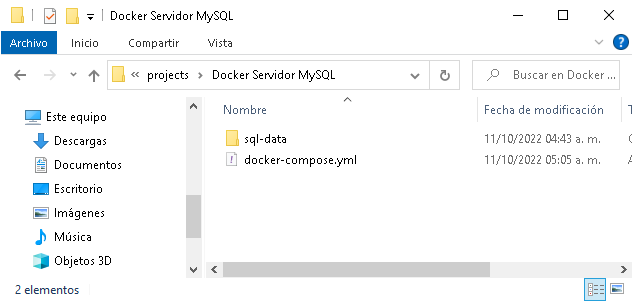 Docker Servidor MySQL
Archivo Inicio Compartir Vista
« projects > Docker Servidor MySQL
Buscar en Docker ...
Nombre Fecha de modificación
Este equipo
Descargas
Documentos
Escritorio
Imágenes
Música
Objetos 3D
sql-data 11/10/2022 04:43 a. m.
docker-compose.yml 11/10/2022 05:05 a. m.
2 elementos